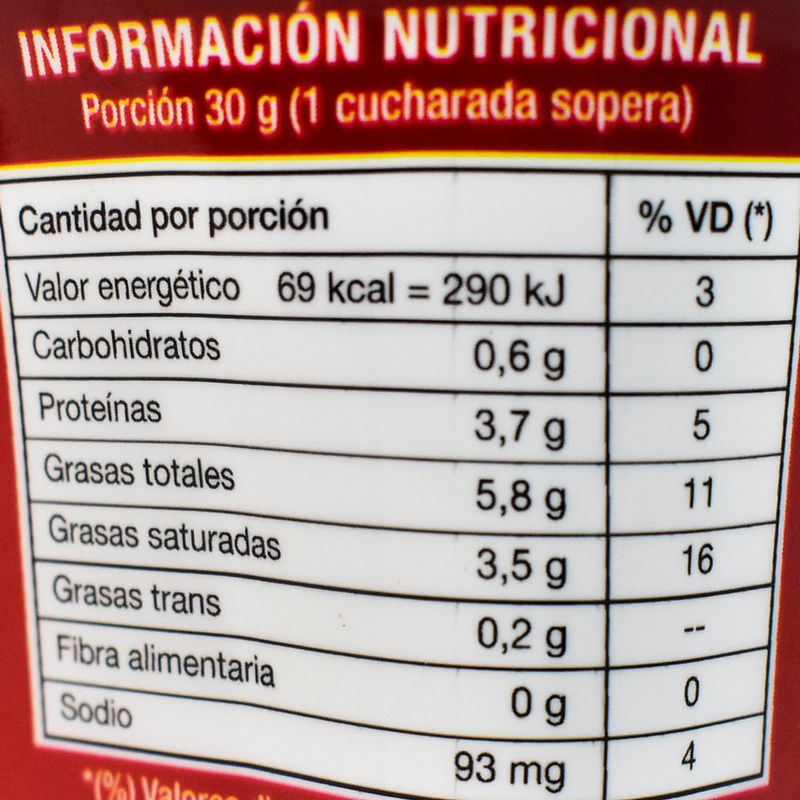 INFORMACIÓN NUTRICIONAL
Porción 30 g (1 cucharada sopera)
Cantidad por porción % VD (*)
Valor energético 69 kcal = 290 kJ 3
Carbohidratos 0,6 g 0
Proteínas 3,7 g 5
Grasas totales 5,8 g 11
Grasas saturadas 3,5 g 16
Grasas trans 0,2 g --
Fibra alimentaria 0 g 0
Sodio 93 mg 4
*(%) Valores